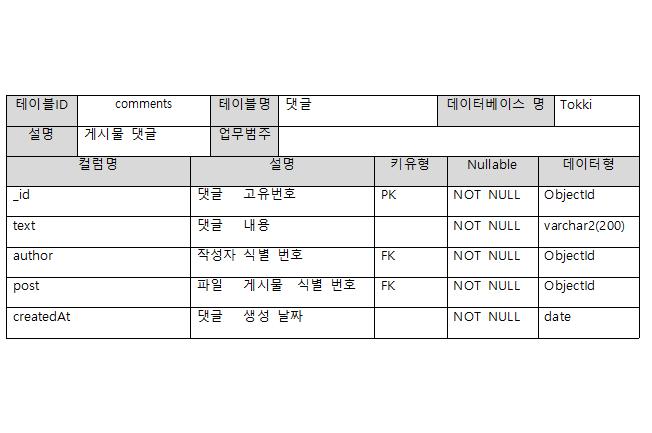 테이블ID comments 테이블명 댓글 데이터베이스 명 Tokki
설명 게시물 댓글 업무범주
컬럼명 설명 키유형 Nullable 데이터형
_id 댓글 고유번호 PK NOT NULL ObjectId
text 댓글 내용 NOT NULL varchar2(200)
author 작성자 식별 번호 FK NOT NULL ObjectId
post 파일 게시물 식별 번호 FK NOT NULL ObjectId
createdAt 댓글 생성 날짜 NOT NULL date